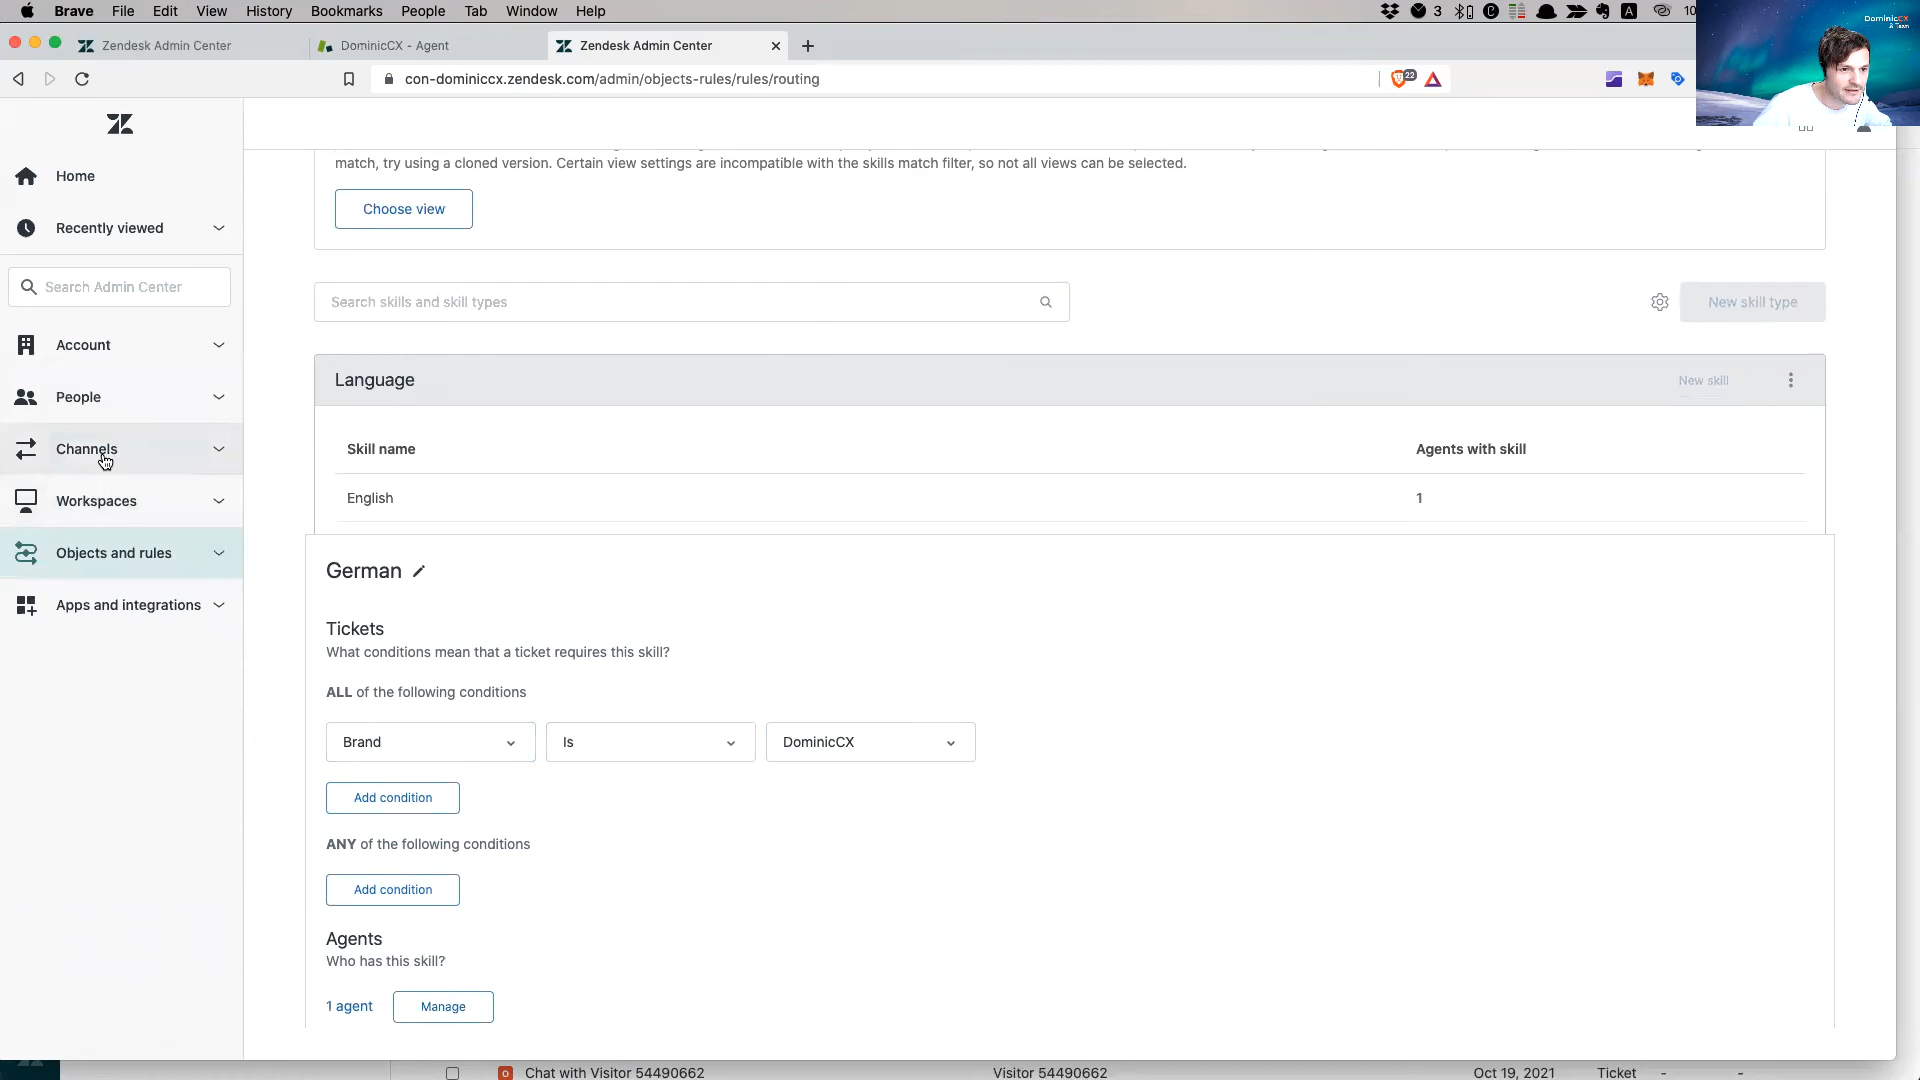 Brave File Edit View History Bookmarks People Tab Window Help
3
10
DominicCX
& Team
Zendesk Admin Center
DominicCX - Agent
Zendesk Admin Center
con-dominiccx.zendesk.com/admin/objects-rules/rules/routing
22
Home
Recently viewed
Search Admin Center
Account
People
Channels
Workspaces
Objects and rules
Apps and integrations
match, try using a cloned version. Certain view settings are incompatible with the skills match filter, so not all views can be selected.
Choose view
Search skills and skill types
New skill type
Language
New skill
Skill name
Agents with skill
English
1
German
Tickets
What conditions mean that a ticket requires this skill?
ALL of the following conditions
Brand
Is
DominicCX
Add condition
ANY of the following conditions
Add condition
Agents
Who has this skill?
1 agent
Manage
Chat with Visitor 54490662
Visitor 54490662
Oct 19, 2021
Ticket
-
-